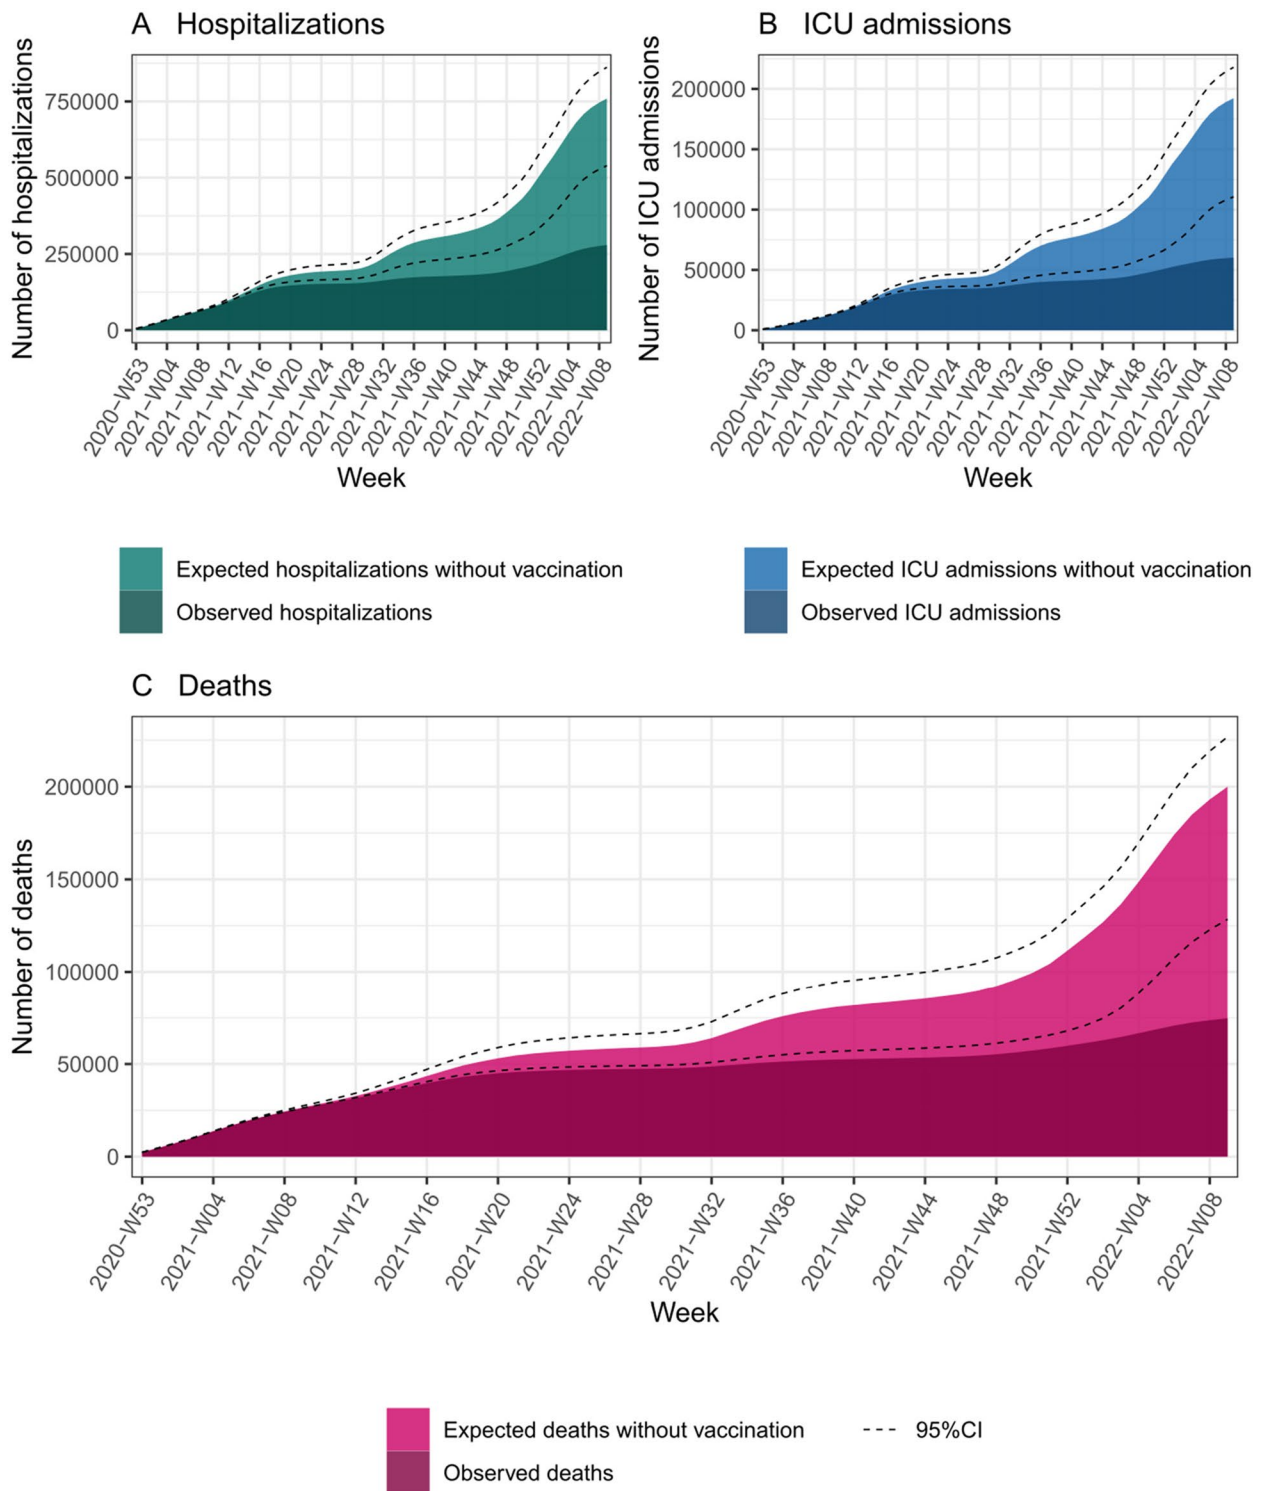 A Hospitalizations
Number of hospitalizations
750000
500000
250000
0
2020−W53
2021−W04
2021−W08
2021−W12
2021−W16
2021−W20
2021−W24
2021−W28
2021−W32
2021−W36
2021−W40
2021−W44
2021−W48
2021−W52
2022−W04
2022−W08
Week
Expected hospitalizations without vaccination
Observed hospitalizations
B ICU admissions
Number of ICU admissions
200000
150000
100000
50000
0
2020−W53
2021−W04
2021−W08
2021−W12
2021−W16
2021−W20
2021−W24
2021−W28
2021−W32
2021−W36
2021−W40
2021−W44
2021−W48
2021−W52
2022−W04
2022−W08
Week
Expected ICU admissions without vaccination
Observed ICU admissions
C Deaths
Number of deaths
200000
150000
100000
50000
0
2020−W53
2021−W04
2021−W08
2021−W12
2021−W16
2021−W20
2021−W24
2021−W28
2021−W32
2021−W36
2021−W40
2021−W44
2021−W48
2021−W52
2022−W04
2022−W08
Week
Expected deaths without vaccination
Observed deaths
95%CI